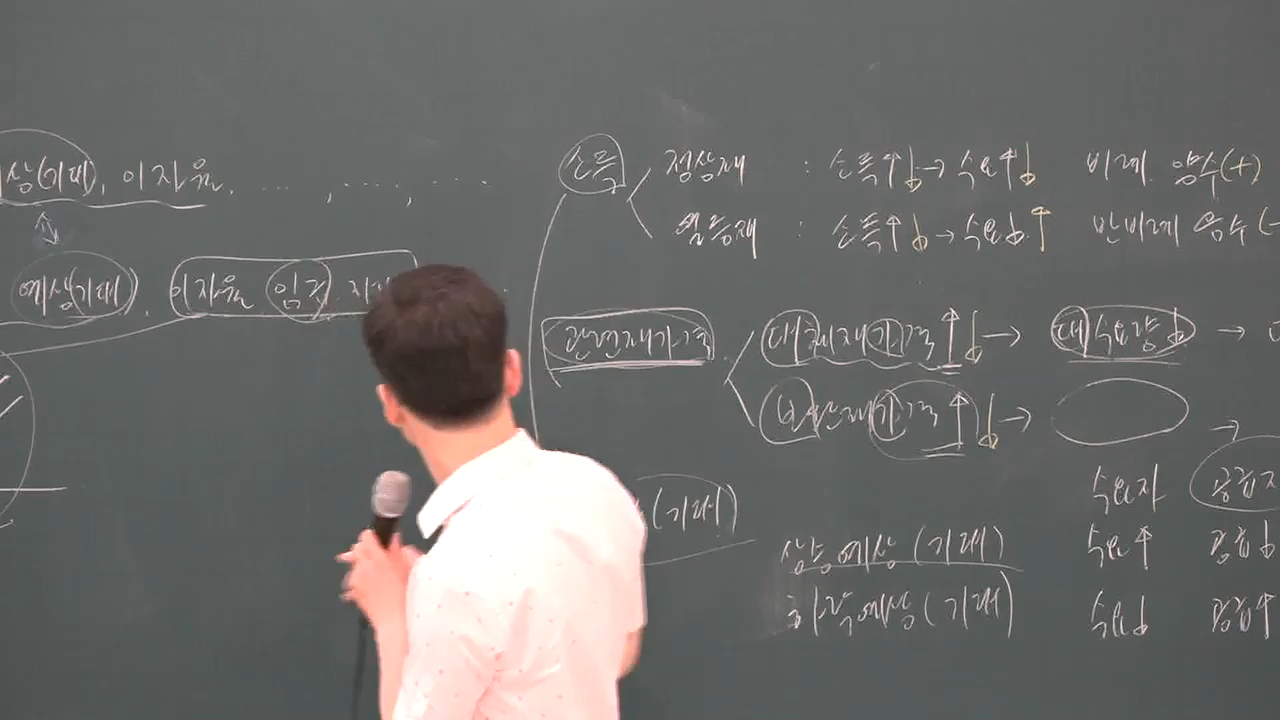 상(기대), 이자율, ... , ..... , ...
예상(기대), 이자율 임금
소득
정상재 : 소득↑↓→ 수요↑↓ 비례 양수(+)
열등재 : 소득↑↓→ 수요↓↑ 반비례 음수(-
관련재가격
대체재가격↑↓→ 대 수요량↓ →
보완재가격↑↓→ →
(기대)
수요자 공급자
상승예상(기대) 수요↑ 공급↓
하락예상(기대) 수요↓ 공급↑